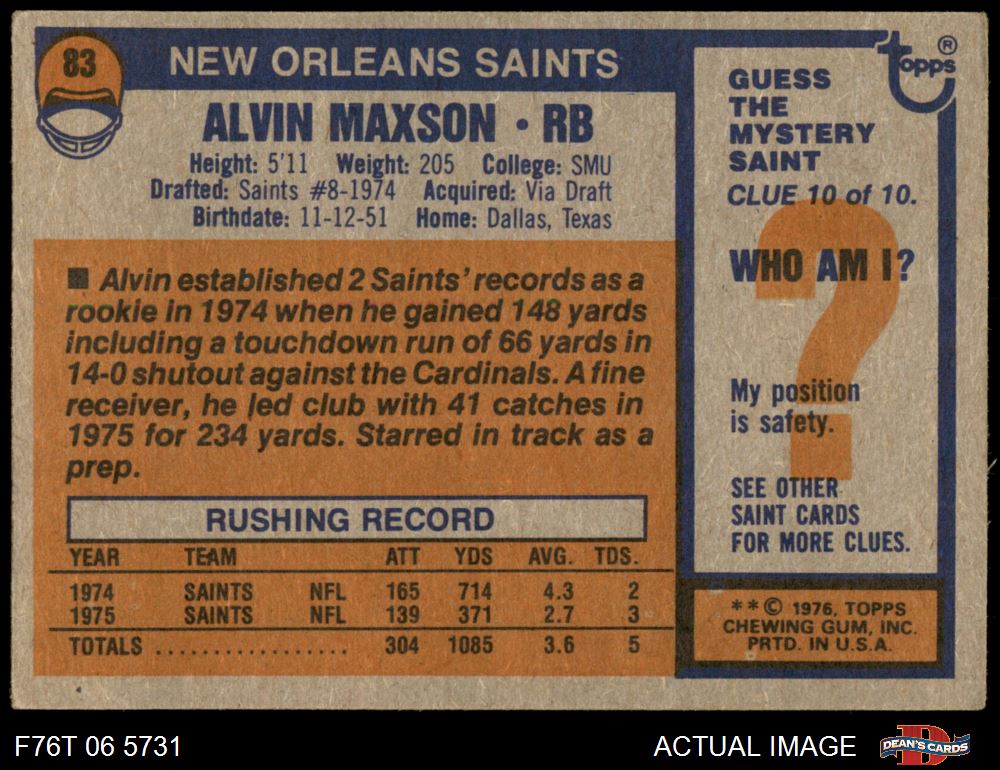 83
NEW ORLEANS SAINTS
ALVIN MAXSON • RB
Height: 5'11 Weight: 205 College: SMU
Drafted: Saints #8-1974 Acquired: Via Draft
Birthdate: 11-12-51 Home: Dallas, Texas
■ Alvin established 2 Saints' records as a
rookie in 1974 when he gained 148 yards
including a touchdown run of 66 yards in
14-0 shutout against the Cardinals. A fine
receiver, he led club with 41 catches in
1975 for 234 yards. Starred in track as a
prep.
RUSHING RECORD
YEAR TEAM ATT YDS AVG. TDS.
1974 SAINTS NFL 165 714 4.3 2
1975 SAINTS NFL 139 371 2.7 3
TOTALS ................. 304 1085 3.6 5
topps ®
GUESS
THE
MYSTERY
SAINT
CLUE 10 of 10.
?
WHO AM I?
My position
is safety.
SEE OTHER
SAINT CARDS
FOR MORE CLUES.
**© 1976, TOPPS
CHEWING GUM, INC.
PRTD. IN U.S.A.
F76T 06 5731
ACTUAL IMAGE
D
DEAN'S CARDS